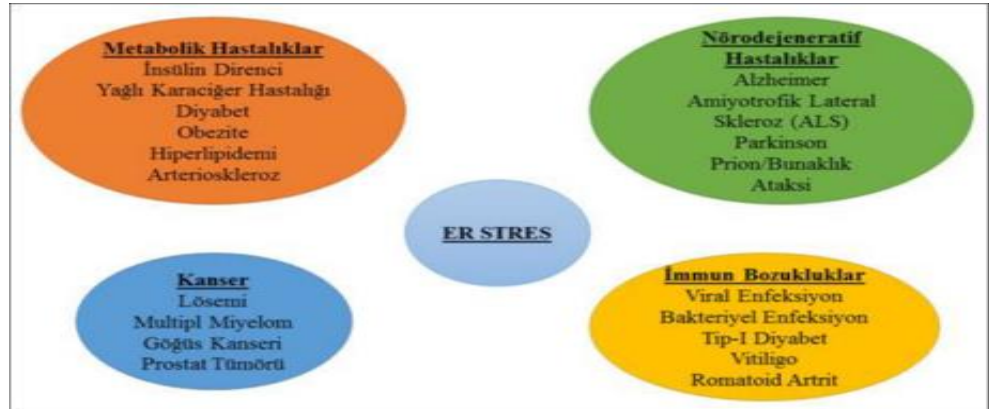 Metabolik Hastalıklar
İnsülin Direnci
Yağlı Karaciğer Hastalığı
Diyabet
Obezite
Hiperlipidemi
Arterioskleroz
Nörodejeneratif
Hastalıklar
Alzheimer
Amiyotrofik Lateral
Skleroz (ALS)
Parkinson
Prion/Bunaklık
Ataksi
ER STRES
Kanser
Lösemi
Multipl Miyelom
Göğüs Kanseri
Prostat Tümörü
İmmun Bozukluklar
Viral Enfeksiyon
Bakteriyel Enfeksiyon
Tip-I Diyabet
Vitiligo
Romatoid Artrit